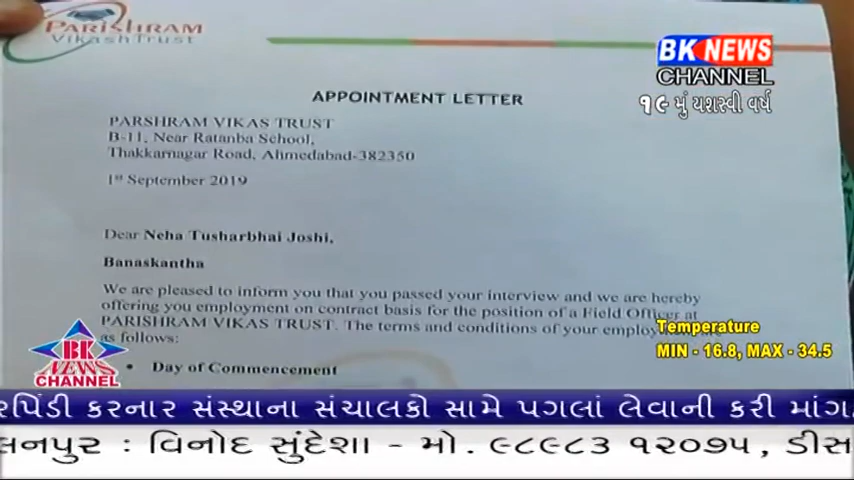 PARISHRAM
Vikash Trust
BK NEWS
CHANNEL
૧૯ મું યશસ્વી વર્ષ
APPOINTMENT LETTER
PARSHRAM VIKAS TRUST
B-11, Near Ratanba School,
Thakkarnagar Road, Ahmedabad-382350
1st September 2019
Dear Neha Tusharbhai Joshi,
Banaskantha
We are pleased to inform you that you passed your interview and we are hereby
offering you employment on contract basis for the position of a Field Officer at
PARISHRAM VIKAS TRUST. The terms and conditions of your employ
as follows:
• Day of Commencement
Temperature
MIN - 16.8, MAX - 34.5
BK
NEWS
CHANNEL
રપિંડી કરનાર સંસ્થાના સંચાલકો સામે પગલાં લેવાની કરી માંગ
લનપુર : વિનોદ સુંદેશા - મો. ૯૮૯૮૩ ૧૨૦૭૫, ડીસ